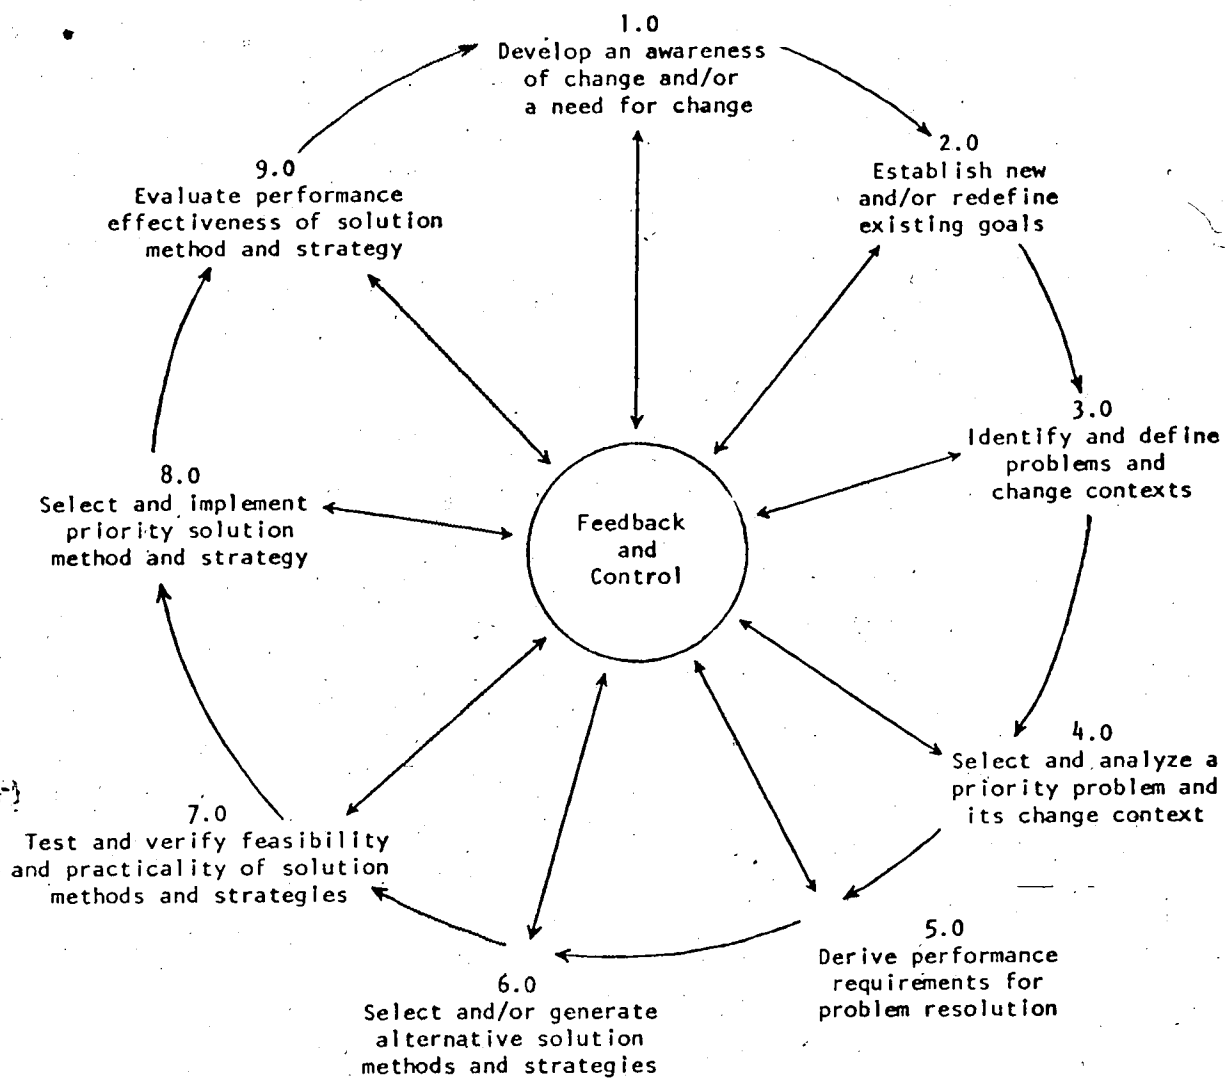 1.0
Develop an awareness
of change and/or
a need for change
2.0
Establish new
and/or redefine
existing goals
3.0
Identify and define
problems and
change contexts
4.0
Select and analyze a
priority problem and
its change context
5.0
Derive performance
requirements for
problem resolution
6.0
Select and/or generate
alternative solution
methods and strategies
7.0
Test and verify feasibility
and practicality of solution
methods and strategies
8.0
Select and implement
priority solution
method and strategy
9.0
Evaluate performance
effectiveness of solution
method and strategy
Feedback
and
Control